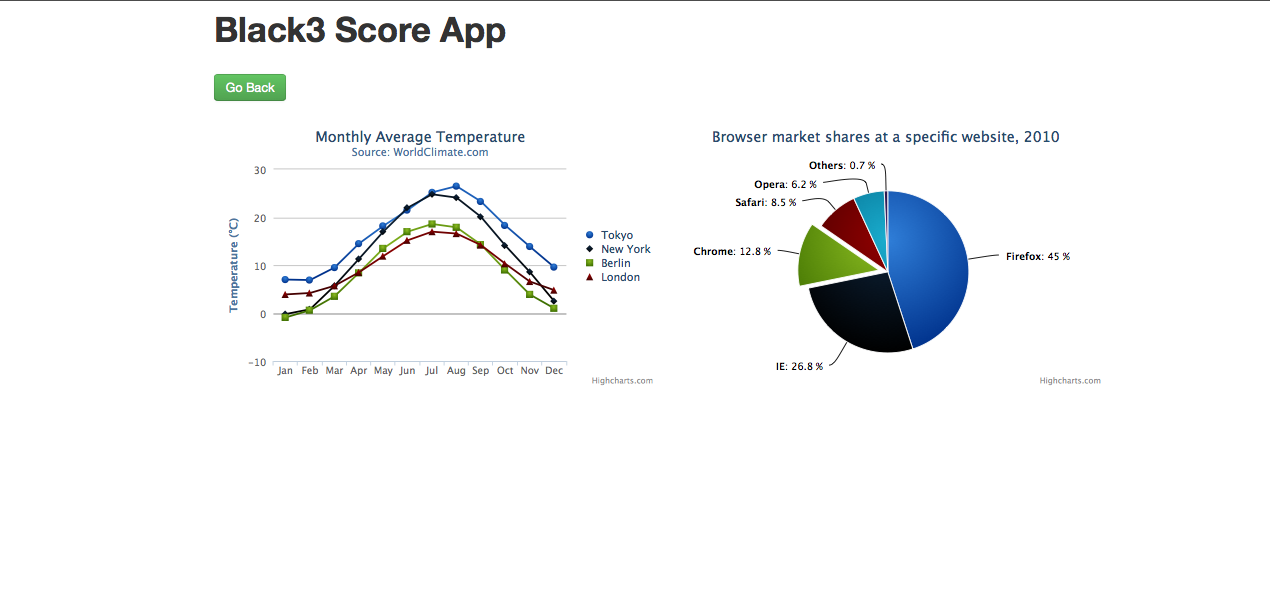 Black3 Score App
Go Back
Monthly Average Temperature
Source: WorldClimate.com
Temperature (°C)
30
20
10
0
−10
Jan Feb Mar Apr May Jun Jul Aug Sep Oct Nov Dec
Tokyo
New York
Berlin
London
Highcharts.com
Browser market shares at a specific website, 2010
Others: 0.7 %
Opera: 6.2 %
Safari: 8.5 %
Chrome: 12.8 %
Firefox: 45 %
IE: 26.8 %
Highcharts.com